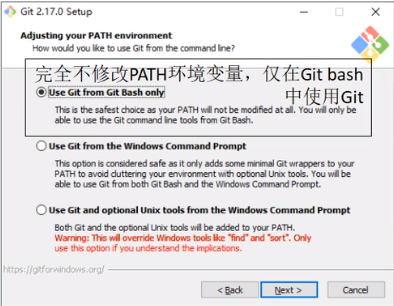 Git 2.17.0 Setup
Adjusting your PATH environment
How would you like to use Git from the command line?
完全不修改PATH环境变量，仅在Git bash
中使用Git
Use Git from Git Bash only
This is the safest choice as your PATH will not be modified at all. You will only
be able to use the Git command line tools from Git Bash.
Use Git from the Windows Command Prompt
This option is considered safe as it only adds some minimal Git wrappers to your
PATH to avoid cluttering your environment with optional Unix tools. You will be
able to use Git from both Git Bash and the Windows Command Prompt.
Use Git and optional Unix tools from the Windows Command Prompt
Both Git and the optional Unix tools will be added to your PATH.
Warning: This will override Windows tools like "find" and "sort". Only
use this option if you understand the implications.
https://gitforwindows.org/
< Back
Next >
Cancel